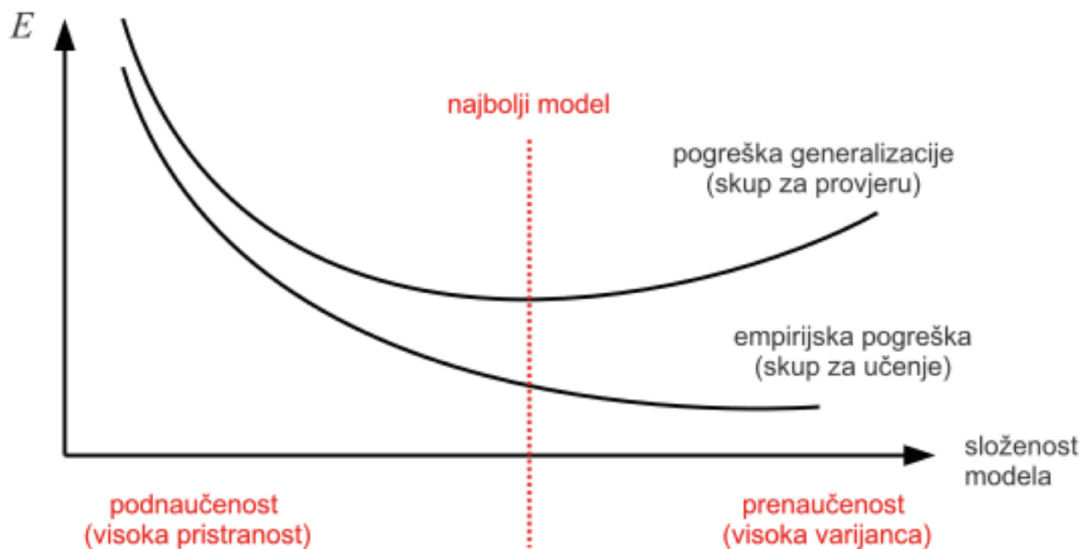 E
najbolji model
pogreška generalizacije
(skup za provjeru)
empirijska pogreška
(skup za učenje)
složenost
modela
podnaučenost
(visoka pristranost)
prenaučenost
(visoka varijanca)